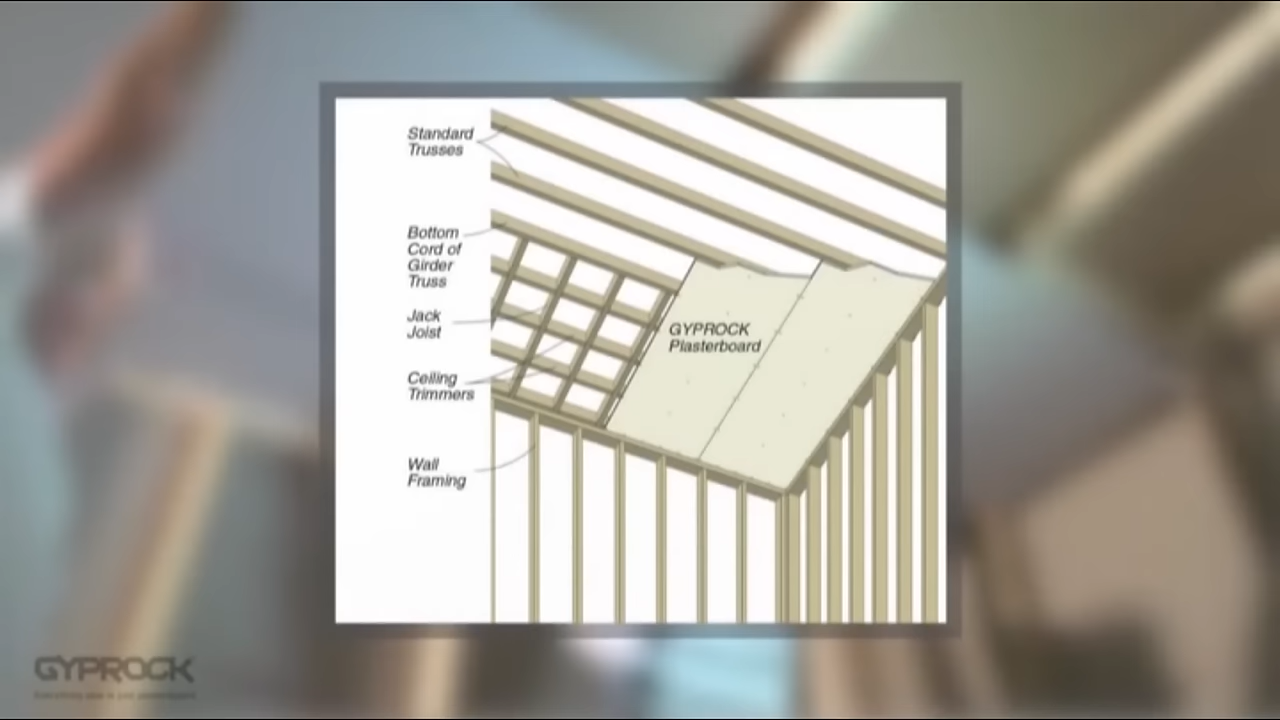 Standard
Trusses
Bottom
Cord of
Girder
Truss
Jack
Joist
Ceiling
Trimmers
Wall
Framing
GYPROCK
Plasterboard
GYPROCK